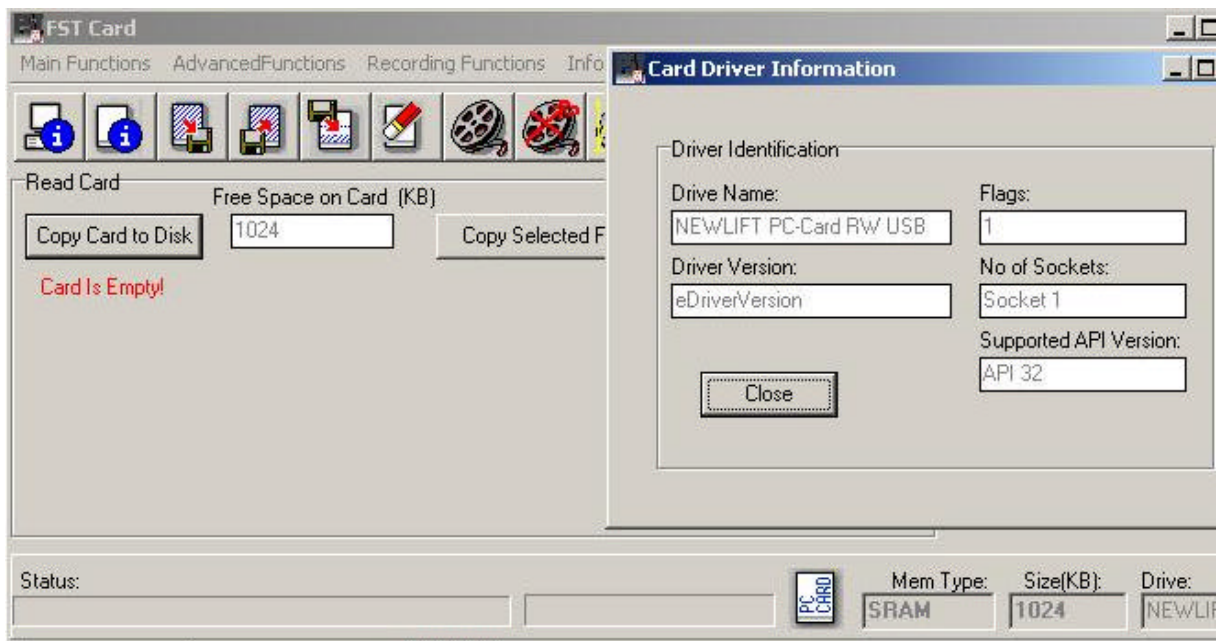 FST Card
Main Functions AdvancedFunctions Recording Functions Info
Card Driver Information
Read Card
Free Space on Card (KB)
Copy Card to Disk
1024
Copy Selected F
Card Is Empty!
Driver Identification
Drive Name:
Flags:
NEWLIFT PC-Card RW USB
1
Driver Version:
No of Sockets:
eDriverVersion
Socket 1
Supported API Version:
API 32
Close
Status:
PC CARD
Mem Type:
Size(KB):
Drive:
SRAM
1024
NEWLIF